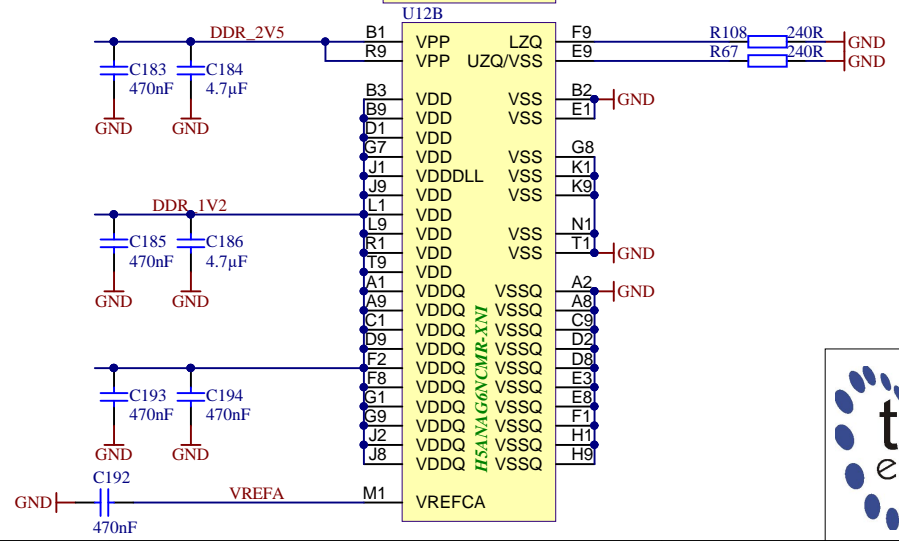 U12B
DDR_2V5 B1 VPP LZQ F9 R108 240R GND
R9 VPP UZQ/VSS E9 R67 240R GND
C183 C184
470nF 4.7µF
GND GND
B3 VDD VSS B2 GND
B9 VDD VSS E1
D1 VDD
G7 VDD VSS G8
J1 VDDDLL VSS K1
J9 VDD VSS K9
DDR_1V2 L1 VDD
L9 VDD VSS N1
R1 VDD VSS T1 GND
T9 VDD
C185 C186
470nF 4.7µF
GND GND
A1 VDDQ VSSQ A2 GND
A9 VDDQ VSSQ A8
C1 VDDQ VSSQ C9
D9 VDDQ VSSQ D2
F2 VDDQ VSSQ D8
F8 VDDQ VSSQ E3
G1 VDDQ VSSQ E8
G9 VDDQ VSSQ F1
J2 VDDQ VSSQ H1
J8 VDDQ VSSQ H9
H5ANAG6NCMR-XNI
C193 C194
470nF 470nF
GND GND
C192
GND VREFA M1 VREFCA
470nF
t
e